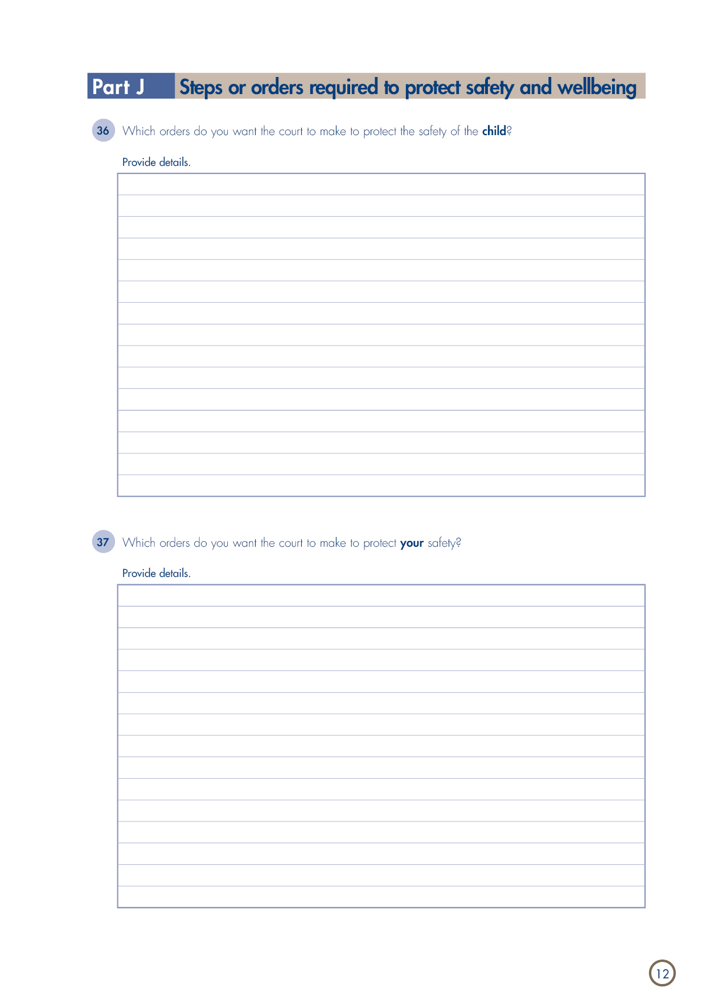 Part J Steps or orders required to protect safety and wellbeing
36 Which orders do you want the court to make to protect the safety of the child?
Provide details.
37 Which orders do you want the court to make to protect your safety?
Provide details.
12